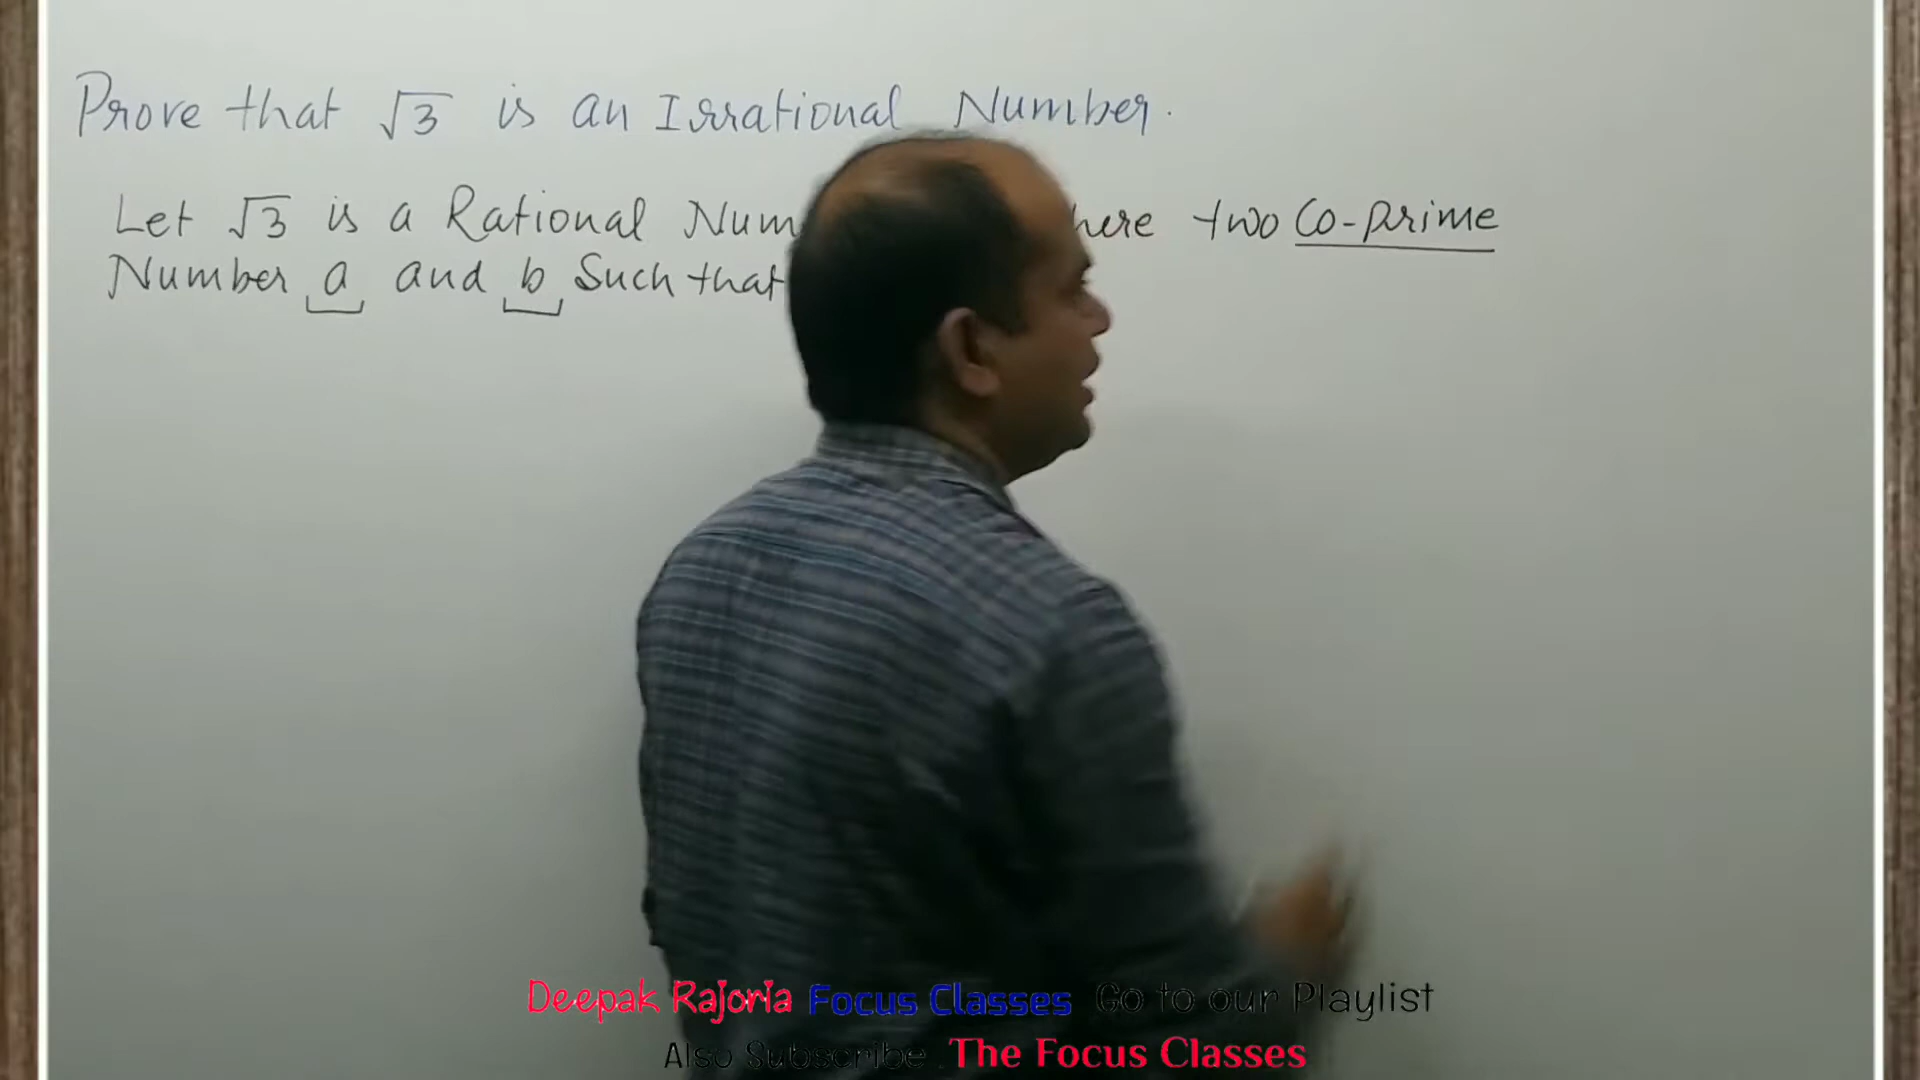 Prove that √3 is an Irrational Number.
Let √3 is a Rational Num here two Co-prime
Number a and b Such that
Deepak Rajoria Focus Classes Go to our Playlist
Also Subscribe The Focus Classes